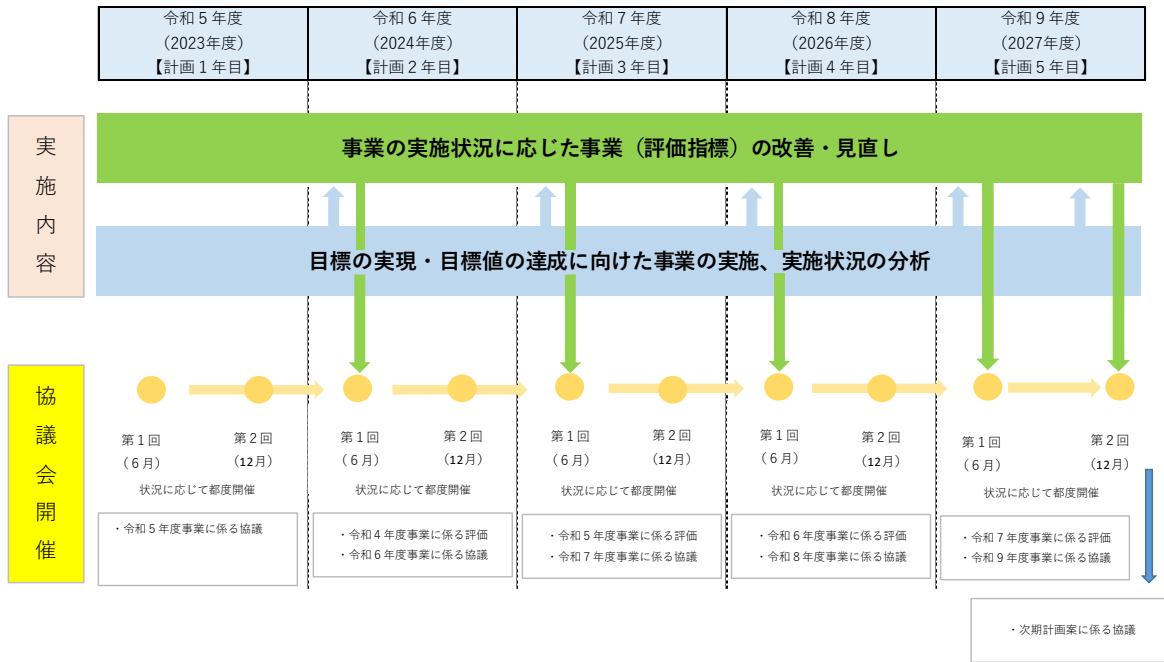 令和５年度
(2023年度)
【計画１年目】
令和６年度
(2024年度)
【計画２年目】
令和７年度
(2025年度)
【計画３年目】
令和８年度
(2026年度)
【計画４年目】
令和９年度
(2027年度)
【計画５年目】
実施内容
事業の実施状況に応じた事業（評価指標）の改善・見直し
目標の実現・目標値の達成に向けた事業の実施、実施状況の分析
協議会開催
第１回
（６月）
第２回
（12月）
状況に応じて都度開催
・令和５年度事業に係る協議
第１回
（６月）
第２回
（12月）
状況に応じて都度開催
・令和４年度事業に係る評価
・令和６年度事業に係る協議
第１回
（６月）
第２回
（12月）
状況に応じて都度開催
・令和５年度事業に係る評価
・令和７年度事業に係る協議
第１回
（６月）
第２回
（12月）
状況に応じて都度開催
・令和６年度事業に係る評価
・令和８年度事業に係る協議
第１回
（６月）
第２回
（12月）
状況に応じて都度開催
・令和７年度事業に係る評価
・令和９年度事業に係る協議
・次期計画案に係る協議